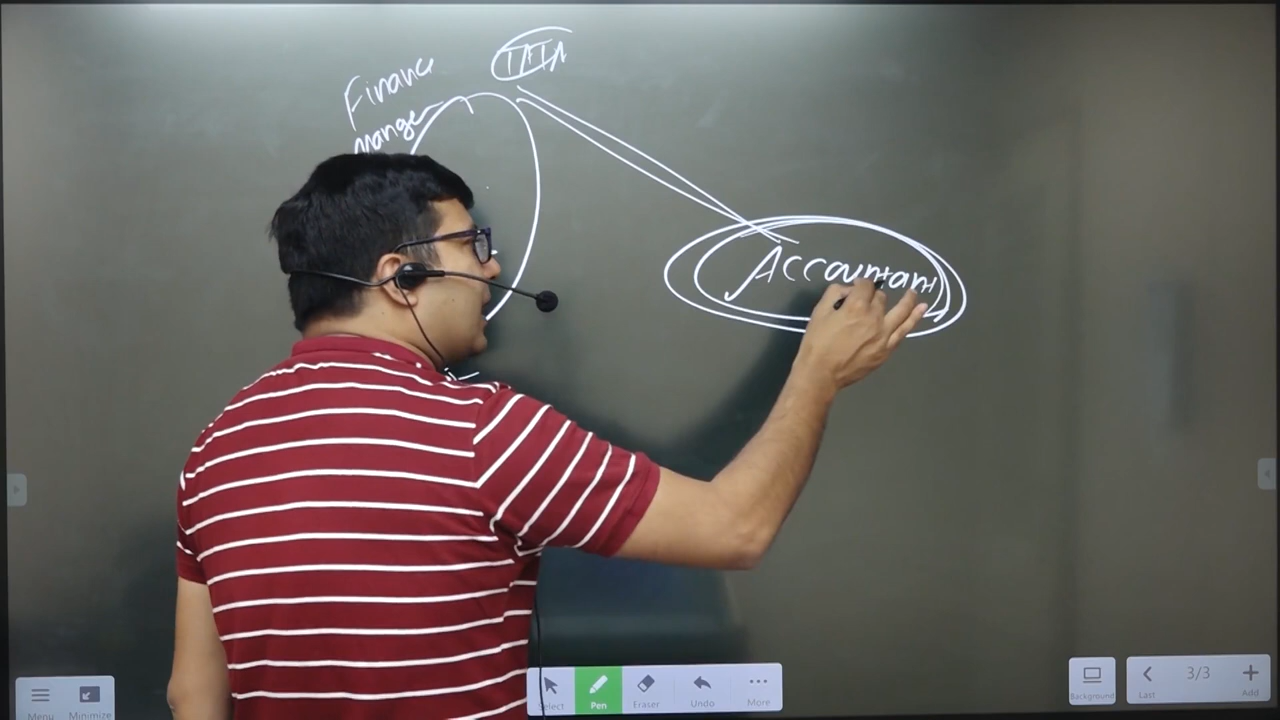 TATA
Finance
manger
Accountant
Menu
Minimize
Select
Pen
Eraser
Undo
More
Background
Last
3/3
Add